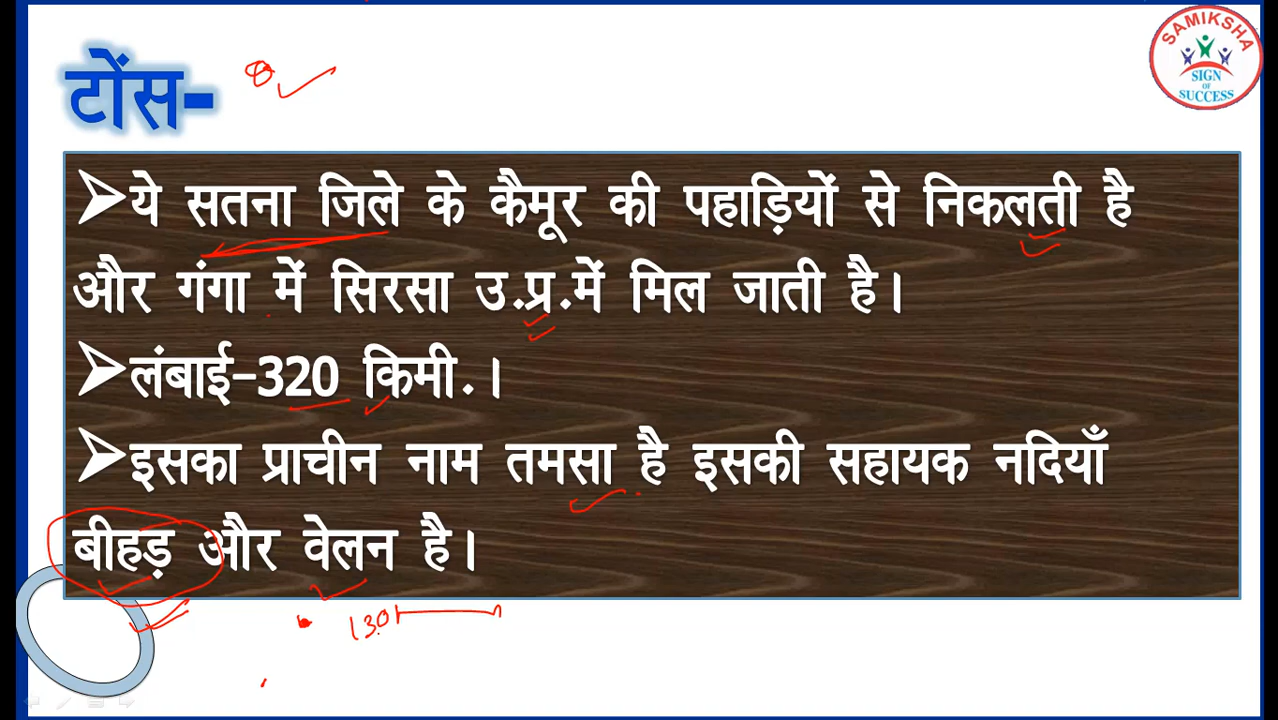 टोंस-
SAMIKSHA
SIGN
OF
SUCCESS
➤ये सतना जिले के कैमूर की पहाड़ियों से निकलती है
और गंगा में सिरसा उ.प्र.में मिल जाती है।
➤लंबाई-320 किमी.।
➤इसका प्राचीन नाम तमसा है इसकी सहायक नदियाँ
बीहड़ और वेलन है।
130